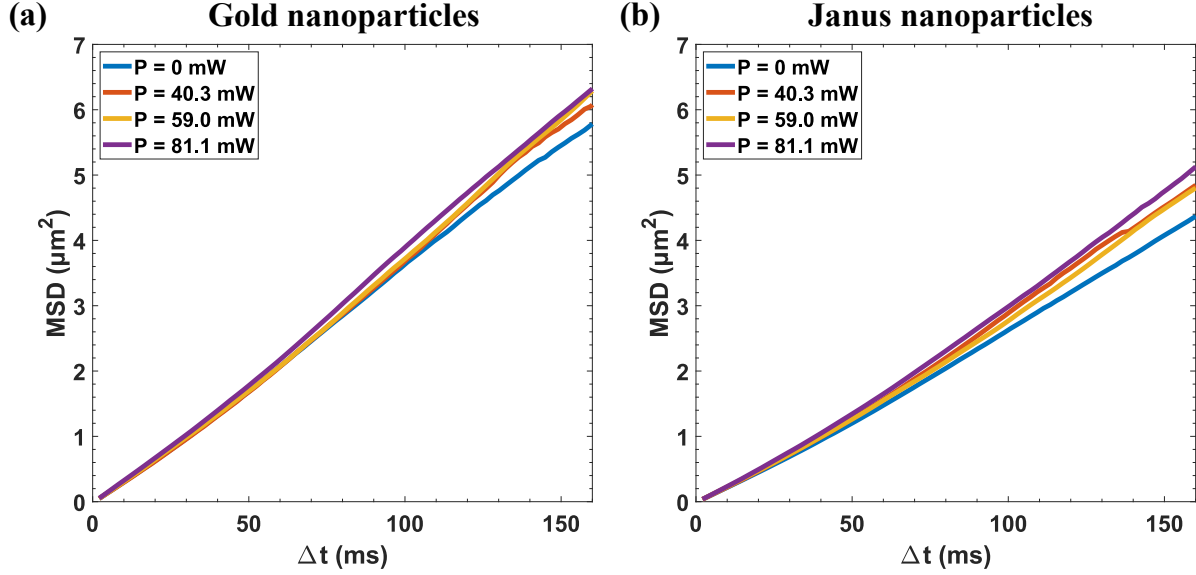 (a) Gold nanoparticles
7
6
5
4
3
2
1
0
MSD (μm²)
P = 0 mW
P = 40.3 mW
P = 59.0 mW
P = 81.1 mW
0 50 100 150
Δt (ms)
(b) Janus nanoparticles
7
6
5
4
3
2
1
0
MSD (μm²)
P = 0 mW
P = 40.3 mW
P = 59.0 mW
P = 81.1 mW
0 50 100 150
Δt (ms)